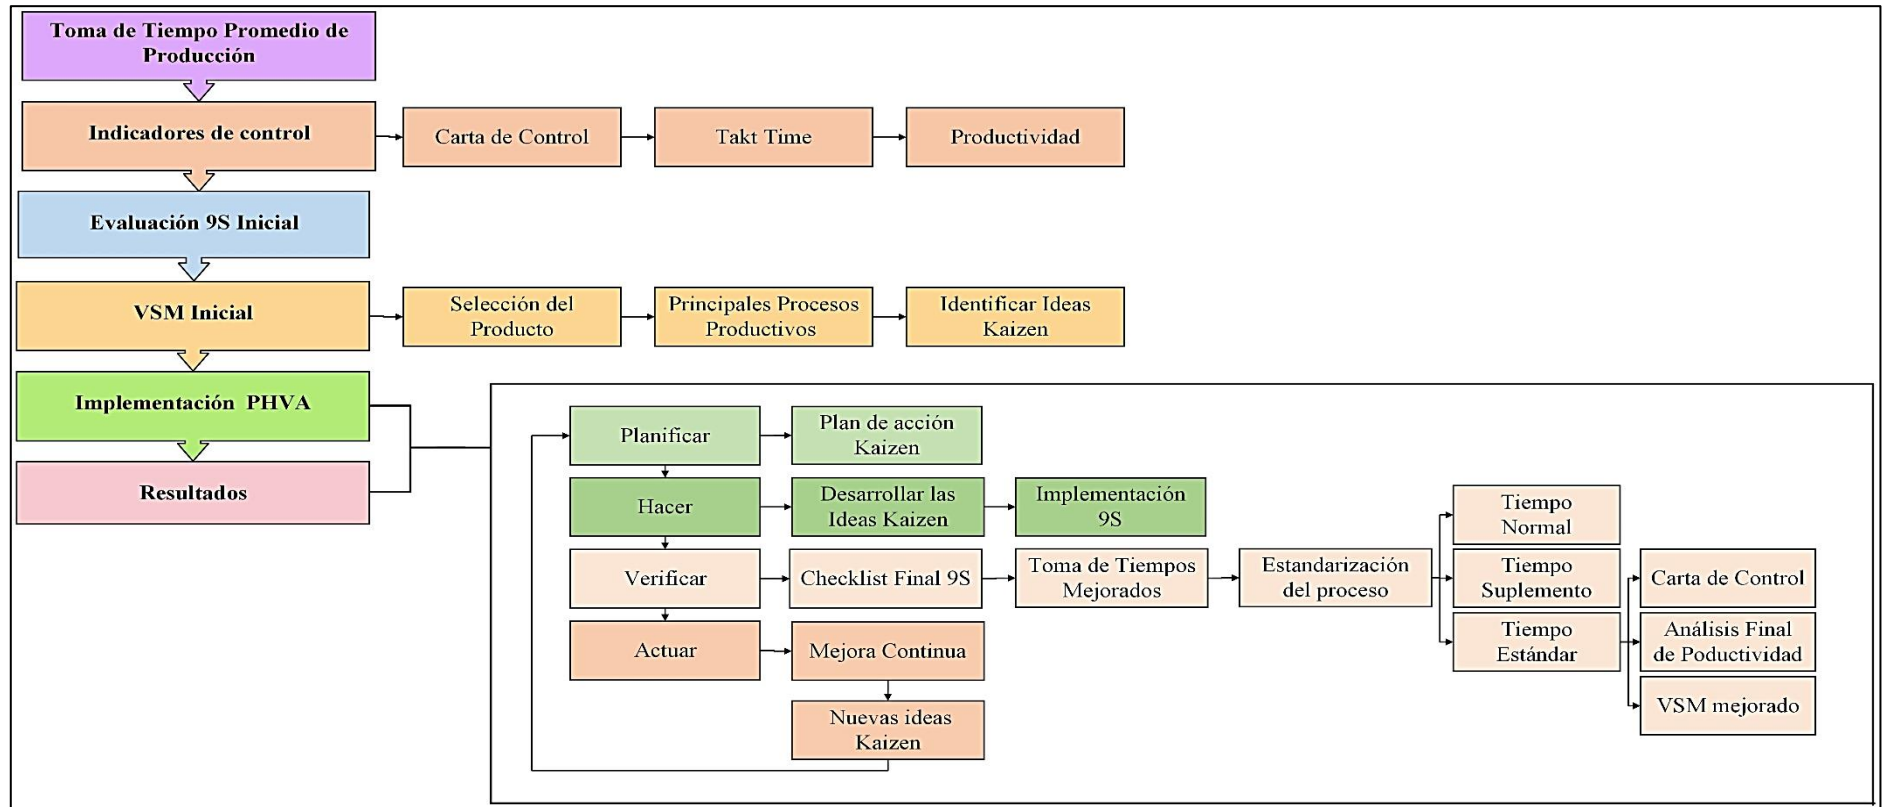 Toma de Tiempo Promedio de
Producción
Indicadores de control
Carta de Control
Takt Time
Productividad
Evaluación 9S Inicial
VSM Inicial
Selección del
Producto
Principales Procesos
Productivos
Identificar Ideas
Kaizen
Implementación PHVA
Resultados
Planificar
Plan de acción
Kaizen
Hacer
Desarrollar las
Ideas Kaizen
Implementación
9S
Verificar
Checklist Final 9S
Toma de Tiempos
Mejorados
Estandarización
del proceso
Tiempo
Normal
Tiempo
Suplemento
Tiempo
Estándar
Carta de Control
Análisis Final
de Poductividad
VSM mejorado
Actuar
Mejora Continua
Nuevas ideas
Kaizen